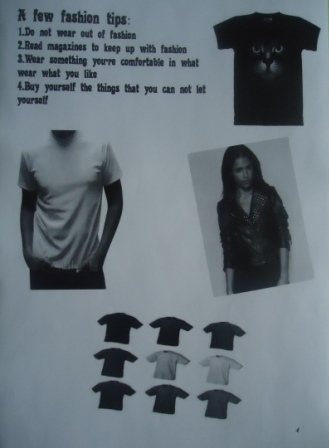 A few fashion tips:
1.Do not wear out of fashion
2.Read magazines to keep up with fashion
3.Wear something you're comfortable in what
wear what you like
4.Buy yourself the things that you can not let
yourself